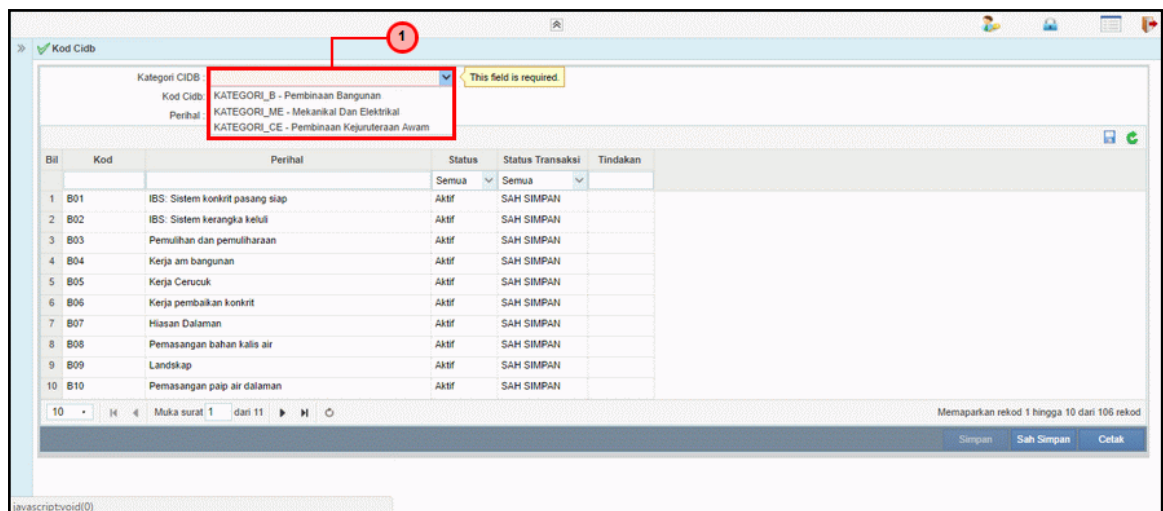 1
Kod Cidb
Kategori CIDB :
This field is required.
Kod Cidb:
KATEGORI_B - Pembinaan Bangunan
Perihal :
KATEGORI_ME - Mekanikal Dan Elektrikal
KATEGORI_CE - Pembinaan Kejuruteraan Awam
Bil Kod Perihal Status Status Transaksi Tindakan
Semua Semua
1 B01 IBS: Sistem konkrit pasang siap Aktif SAH SIMPAN
2 B02 IBS: Sistem kerangka keluli Aktif SAH SIMPAN
3 B03 Pemulihan dan pemuliharaan Aktif SAH SIMPAN
4 B04 Kerja am bangunan Aktif SAH SIMPAN
5 B05 Kerja Cerucuk Aktif SAH SIMPAN
6 B06 Kerja pembaikan konkrit Aktif SAH SIMPAN
7 B07 Hiasan Dalaman Aktif SAH SIMPAN
8 B08 Pemasangan bahan kalis air Aktif SAH SIMPAN
9 B09 Landskap Aktif SAH SIMPAN
10 B10 Pemasangan paip air dalaman Aktif SAH SIMPAN
10 Muka surat 1 dari 11 Memaparkan rekod 1 hingga 10 dari 106 rekod
Simpan Sah Simpan Cetak
javascript:void(0)